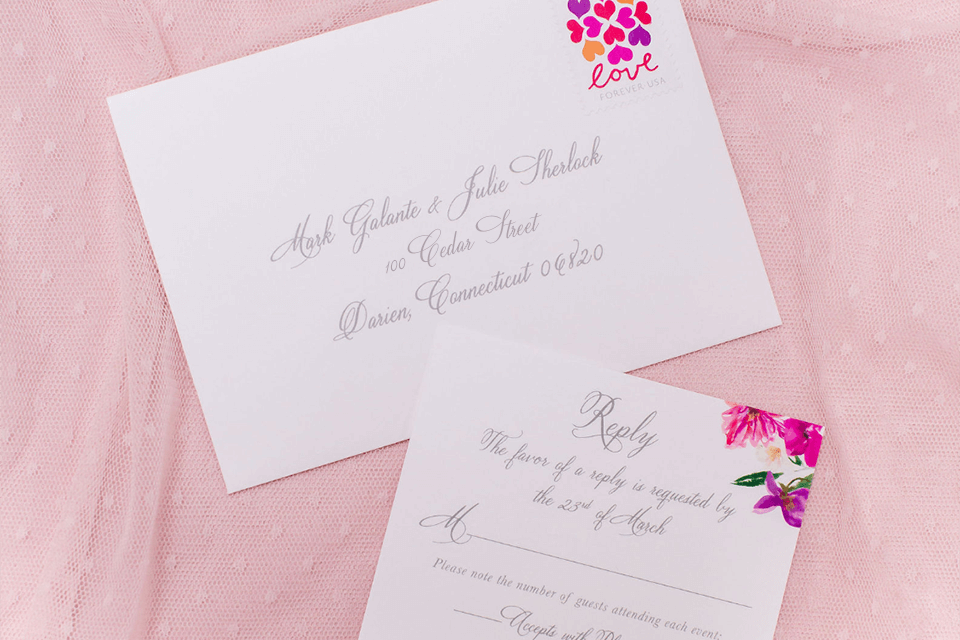 love
FOREVER USA
Mark Galante & Julie Sherlock
100 Cedar Street
Darien, Connecticut 06820
Reply
The favor of a reply is requested by
the 23rd of March
M
Please note the number of guests attending each event:
Accepts with